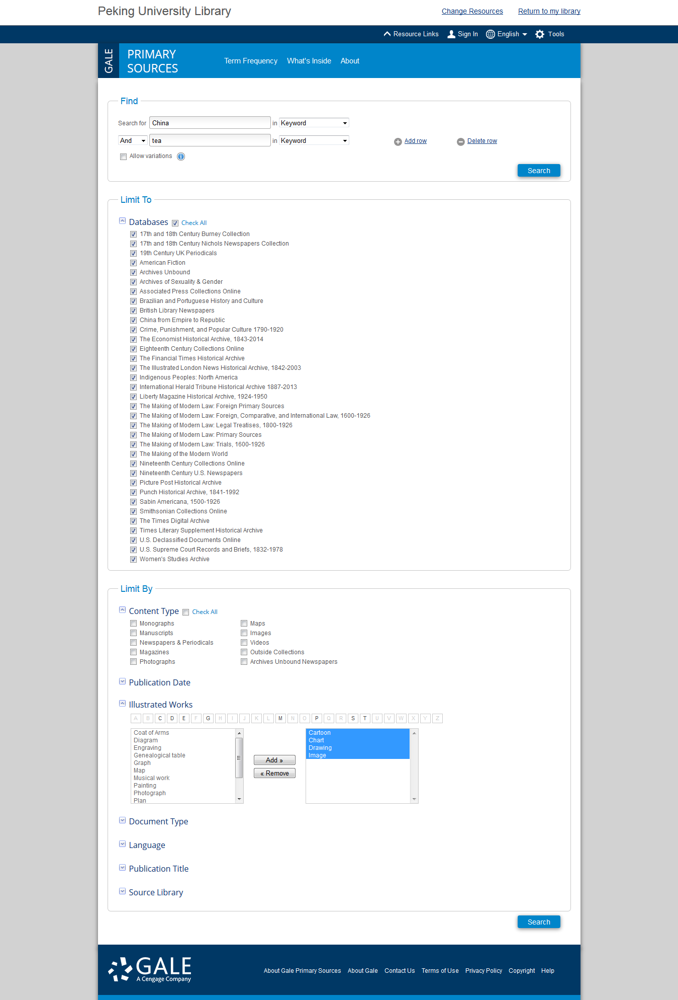 Peking University Library
Change Resources Return to my library
Resource Links Sign In English Tools
GALE PRIMARY SOURCES
Term Frequency What's Inside About
Find
Search for China in Keyword
And tea in Keyword Add row Delete row
Allow variations
Search
Limit To
Databases Check All
17th and 18th Century Burney Collection
17th and 18th Century Nichols Newspapers Collection
19th Century UK Periodicals
American Fiction
Archives Unbound
Archives of Sexuality & Gender
Associated Press Collections Online
Brazilian and Portuguese History and Culture
British Library Newspapers
China from Empire to Republic
Crime, Punishment, and Popular Culture 1790-1920
The Economist Historical Archive, 1843-2014
Eighteenth Century Collections Online
The Financial Times Historical Archive
The Illustrated London News Historical Archive, 1842-2003
Indigenous Peoples: North America
International Herald Tribune Historical Archive 1887-2013
Liberty Magazine Historical Archive, 1924-1950
The Making of Modern Law: Foreign Primary Sources
The Making of Modern Law: Foreign, Comparative, and International Law, 1600-1926
The Making of Modern Law: Legal Treatises, 1800-1926
The Making of Modern Law: Primary Sources
The Making of Modern Law: Trials, 1600-1926
The Making of the Modern World
Nineteenth Century Collections Online
Nineteenth Century U.S. Newspapers
Picture Post Historical Archive
Punch Historical Archive, 1841-1992
Sabin Americana, 1500-1926
Smithsonian Collections Online
The Times Digital Archive
Times Literary Supplement Historical Archive
U.S. Declassified Documents Online
U.S. Supreme Court Records and Briefs, 1832-1978
Women's Studies Archive
Limit By
Content Type Check All
Monographs Maps
Manuscripts Images
Newspapers & Periodicals Videos
Magazines Outside Collections
Photographs Archives Unbound Newspapers
Publication Date
Illustrated Works
A B C D E F G H I J K L M N O P Q R S T U V W X Y Z
Coat of Arms
Diagram
Engraving
Genealogical table
Graph
Map
Musical work
Painting
Photograph
Plan
Add »
« Remove
Cartoon
Chart
Drawing
Image
Document Type
Language
Publication Title
Source Library
Search
GALE
A Cengage Company
About Gale Primary Sources About Gale Contact Us Terms of Use Privacy Policy Copyright Help